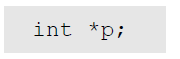 int *p;